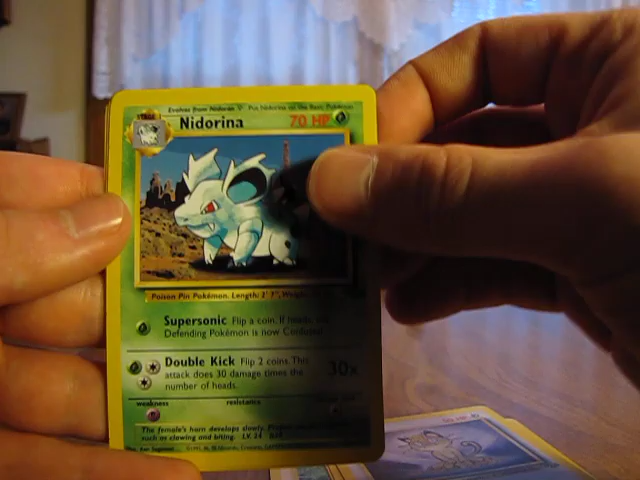 Evolves from Nidoran ♀ Put Nidorina on the Basic Pokémon
STAGE
Nidorina 70 HP
Poison Pin Pokémon. Length: 2' 7", Weight:
Supersonic Flip a coin. If heads, the
Defending Pokémon is now Confused.
Double Kick Flip 2 coins. This 30x
attack does 30 damage times the
number of heads.
weakness resistance
The female's horn develops slowly.
such as clawing and biting. LV. 24